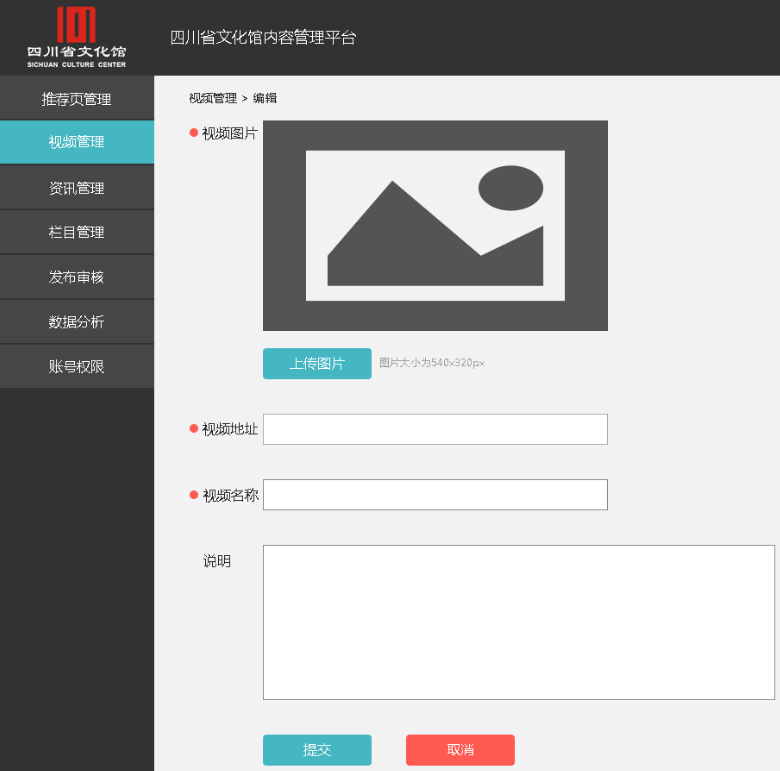 四川省文化馆
SICHUAN CULTURE CENTER
四川省文化馆内容管理平台
推荐页管理
视频管理
资讯管理
栏目管理
发布审核
数据分析
账号权限
视频管理 > 编辑
视频图片
上传图片 图片大小为540x320px
视频地址
视频名称
说明
提交 取消